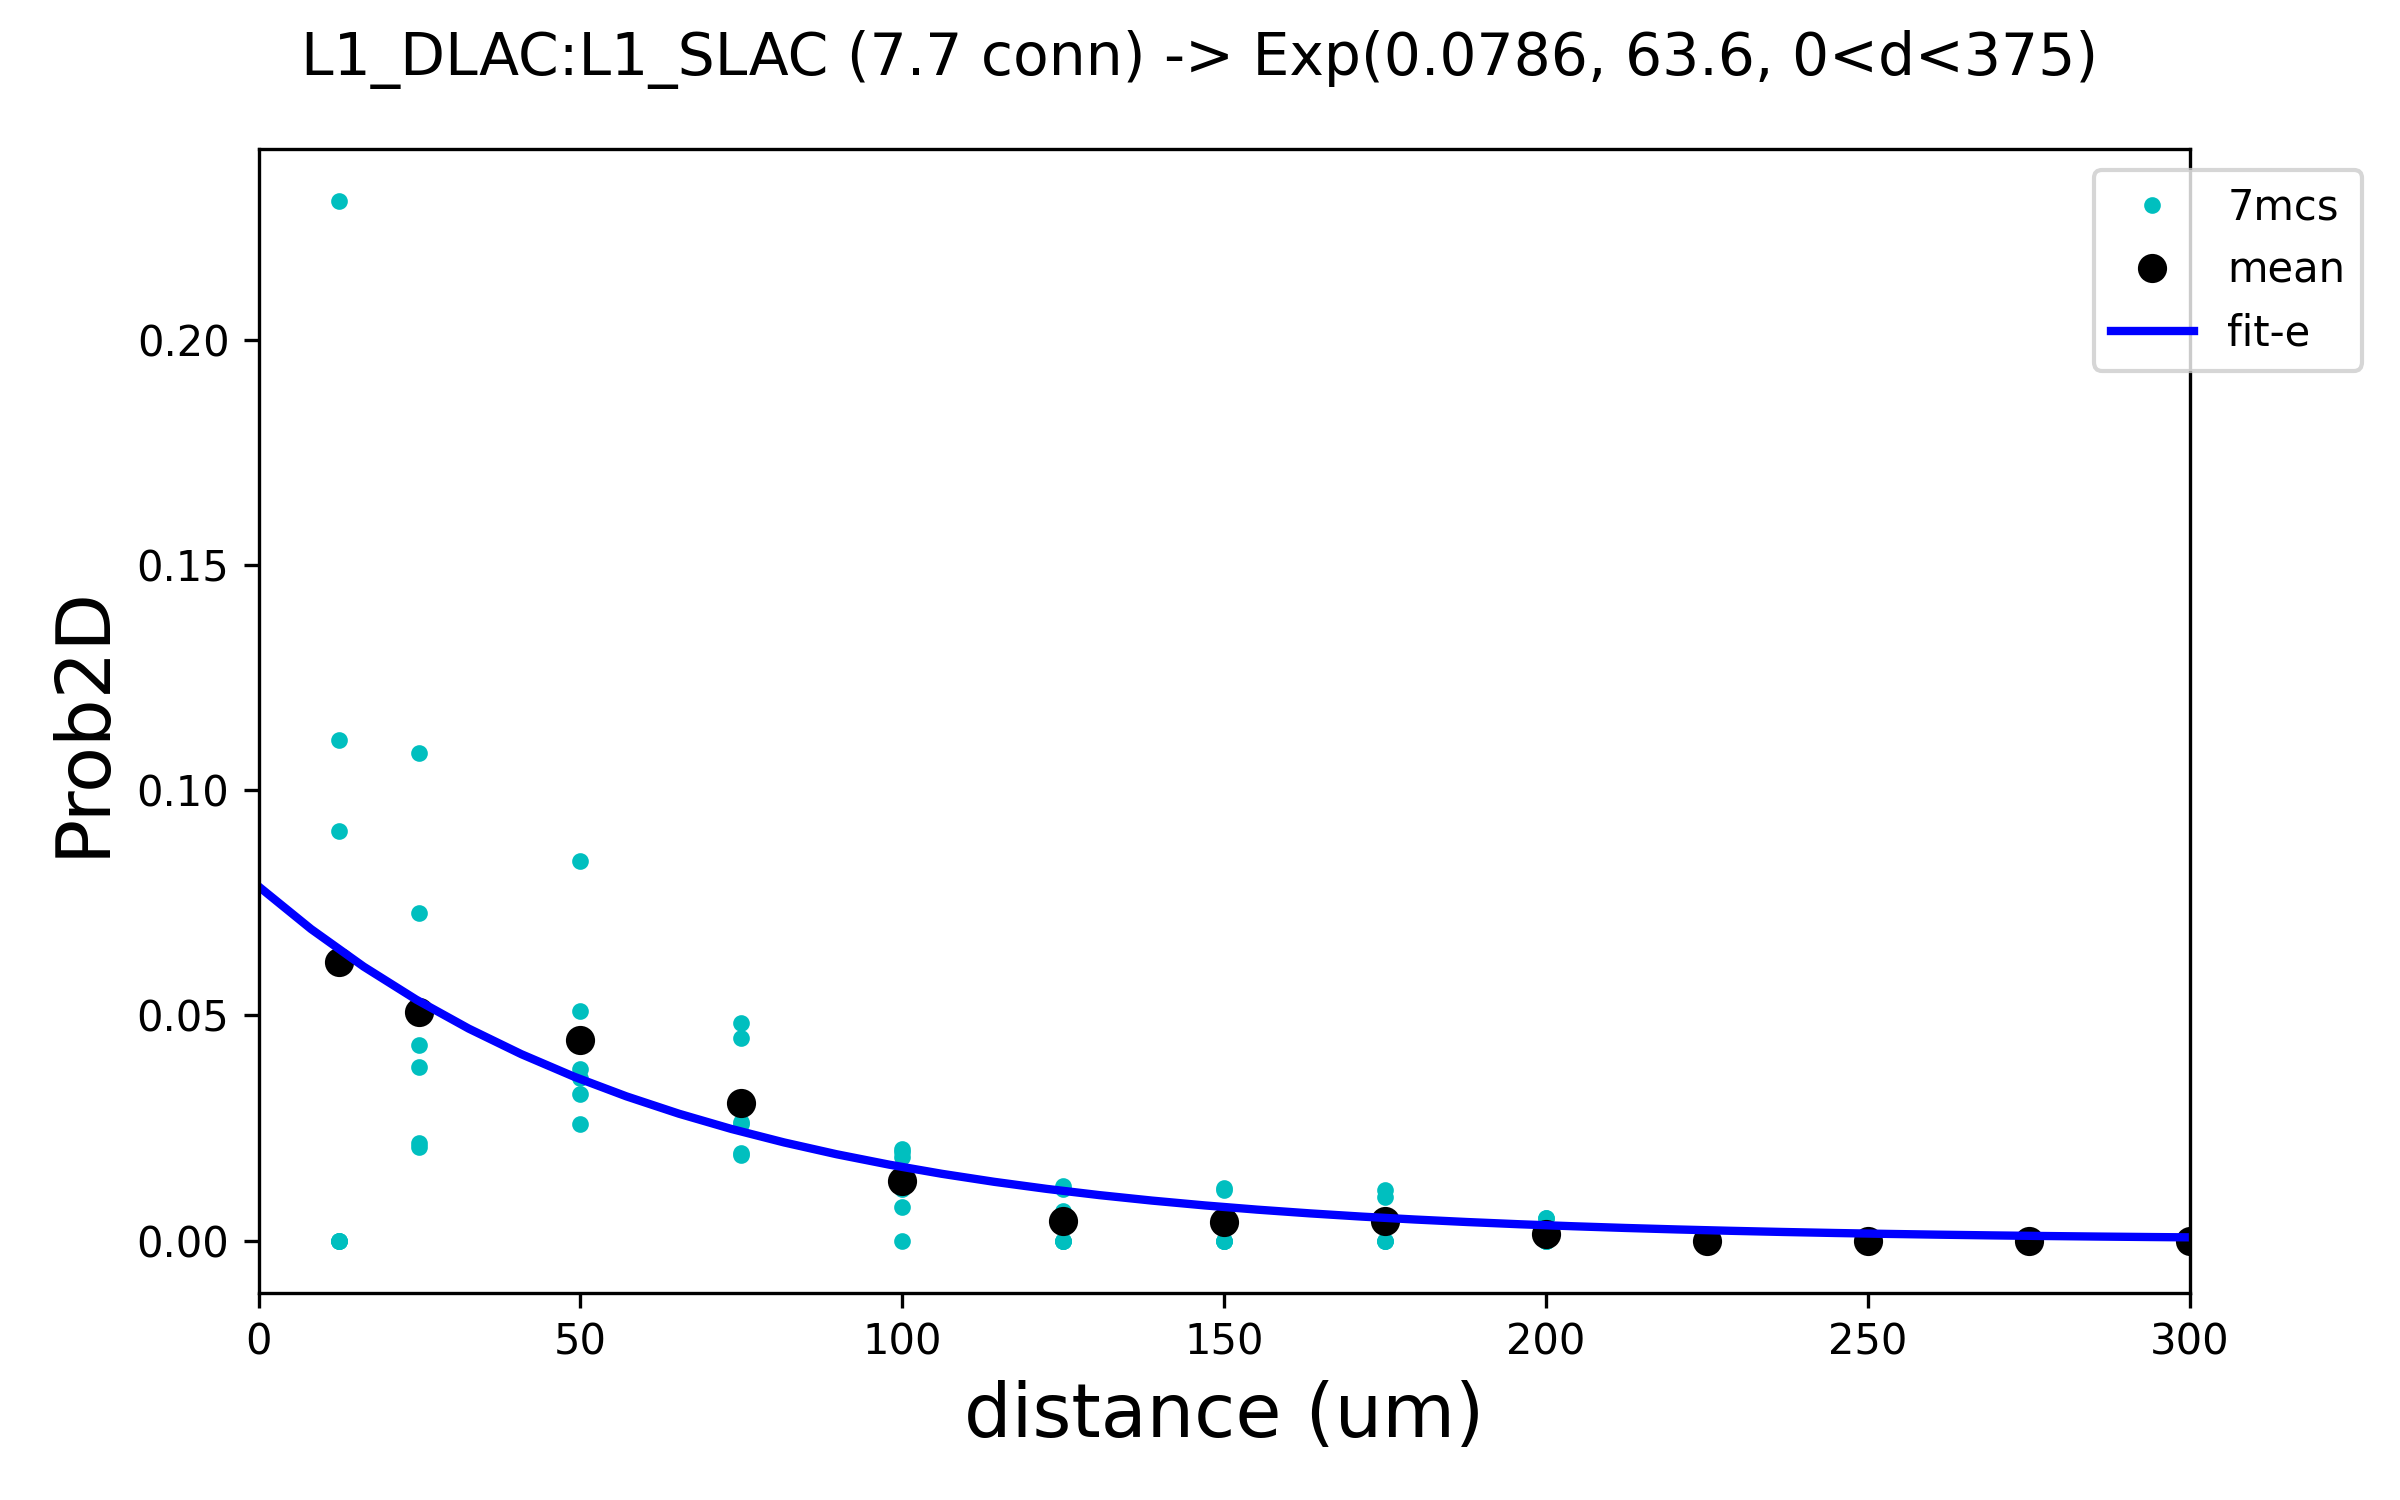 L1_DLAC:L1_SLAC (7.7 conn) -> Exp(0.0786, 63.6, 0<d<375)
7mcs
mean
fit-e
Prob2D
0.20
0.15
0.10
0.05
0.00
0 50 100 150 200 250 300
distance (um)